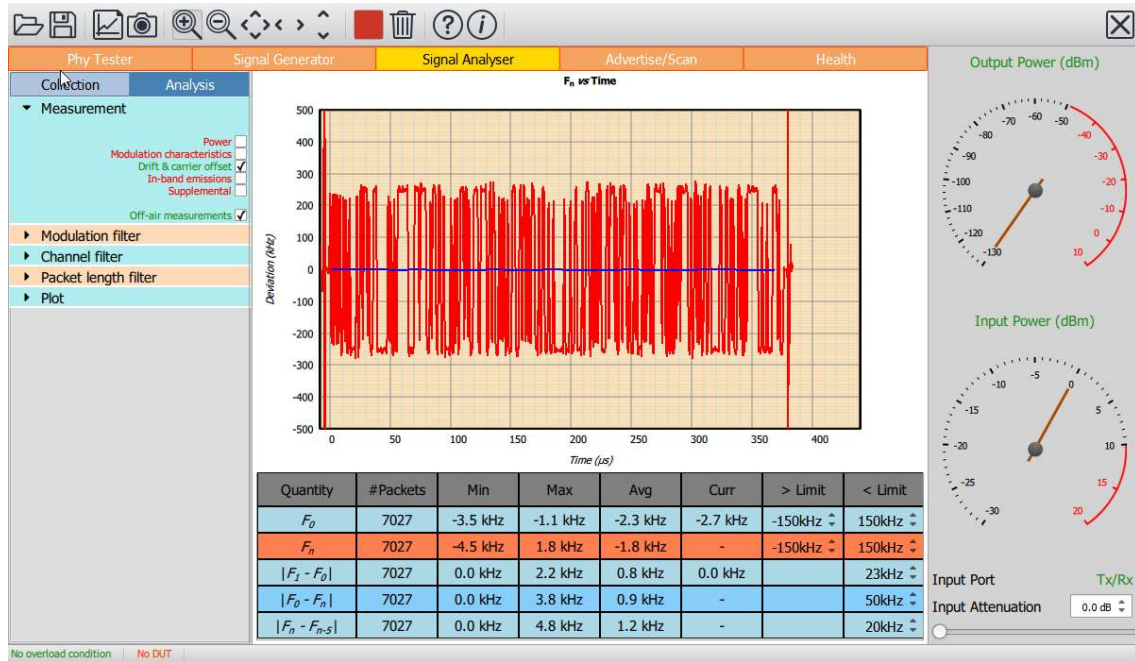 Phy Tester Signal Generator Signal Analyser Advertise/Scan Health
Collection Analysis
Measurement
Power
Modulation characteristics
Drift & carrier offset
In-band emissions
Supplemental
Off-air measurements
Modulation filter
Channel filter
Packet length filter
Plot
Fn vs Time
500
400
300
200
100
0
-100
-200
-300
-400
-500
Deviation (kHz)
0 50 100 150 200 250 300 350 400
Time (μs)
Quantity #Packets Min Max Avg Curr > Limit < Limit
F0 7027 -3.5 kHz -1.1 kHz -2.3 kHz -2.7 kHz -150kHz 150kHz
Fn 7027 -4.5 kHz 1.8 kHz -1.8 kHz - -150kHz 150kHz
|F1 - F0| 7027 0.0 kHz 2.2 kHz 0.8 kHz 0.0 kHz 23kHz
|F0 - Fn| 7027 0.0 kHz 3.8 kHz 0.9 kHz - 50kHz
|Fn - Fn-5| 7027 0.0 kHz 4.8 kHz 1.2 kHz - 20kHz
Output Power (dBm)
-130 -120 -110 -100 -90 -80 -70 -60 -50 -40 -30 -20 -10 0 10
Input Power (dBm)
-30 -25 -20 -15 -10 -5 0 5 10 15 20
Input Port Tx/Rx
Input Attenuation 0.0 dB
No overload condition No DUT